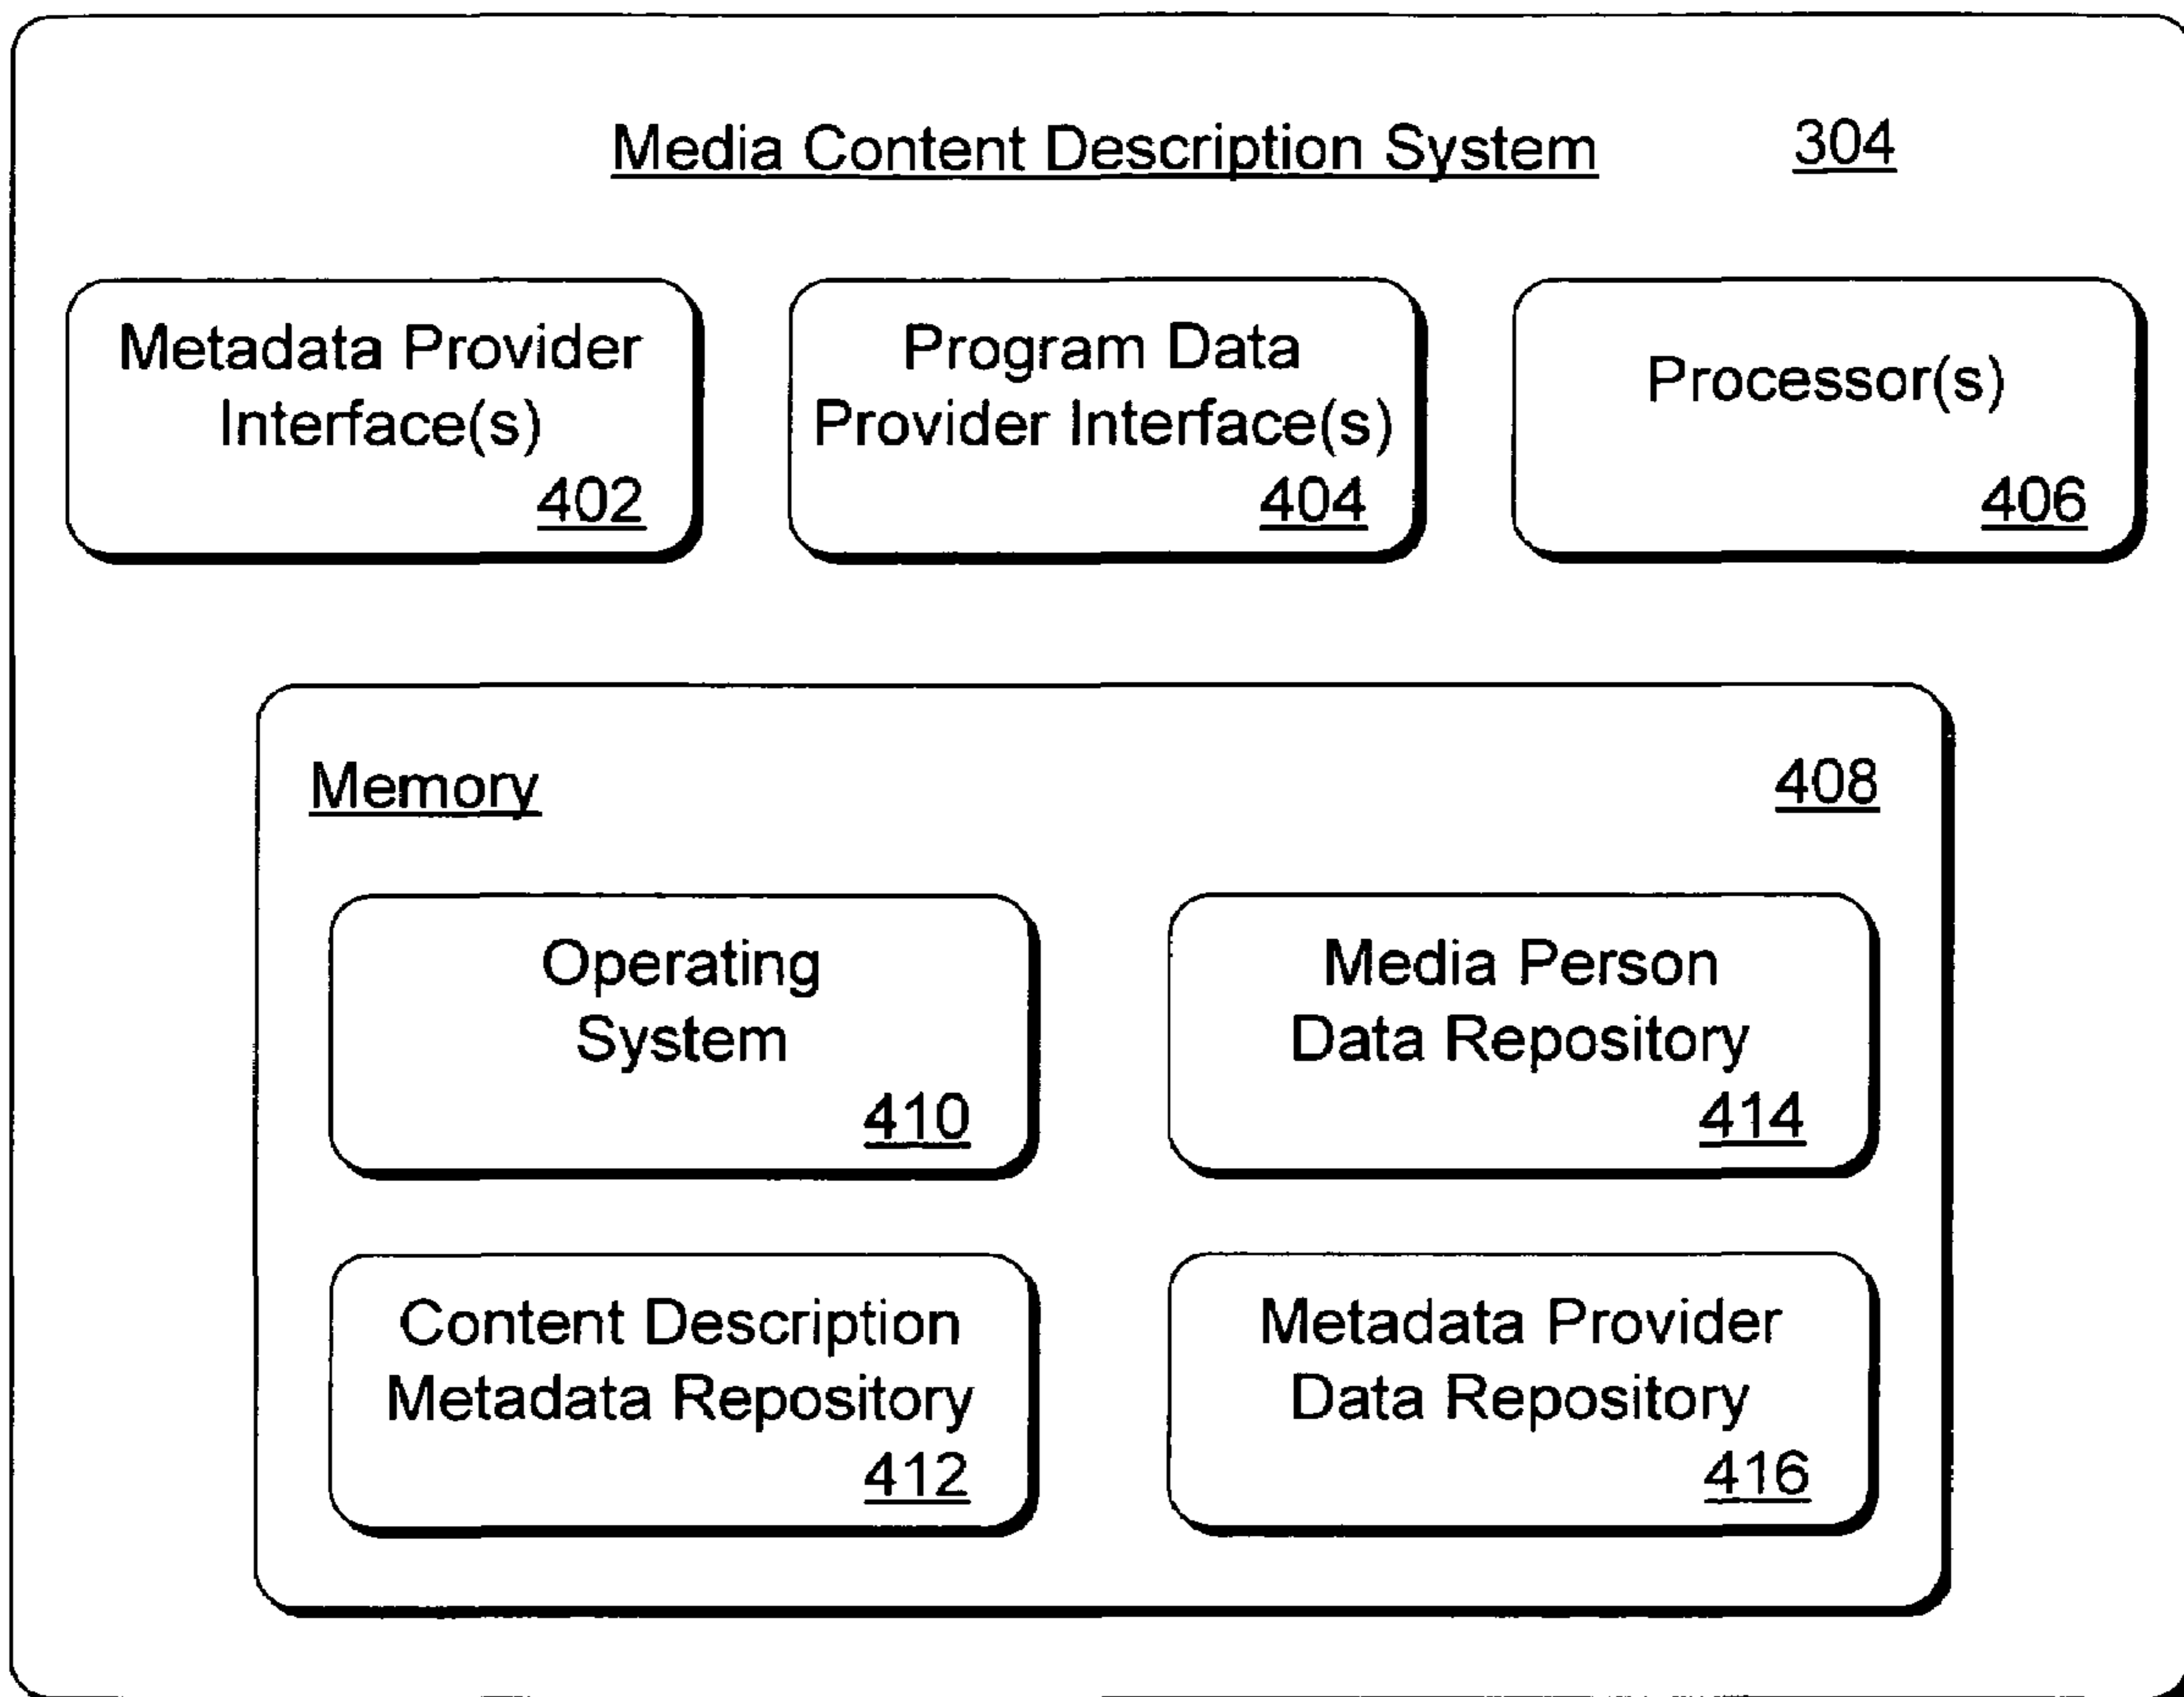 Media Content Description System 304
Metadata Provider
Interface(s)
402
Program Data
Provider Interface(s)
404
Processor(s)
406
Memory 408
Operating
System
410
Media Person
Data Repository
414
Content Description
Metadata Repository
412
Metadata Provider
Data Repository
416